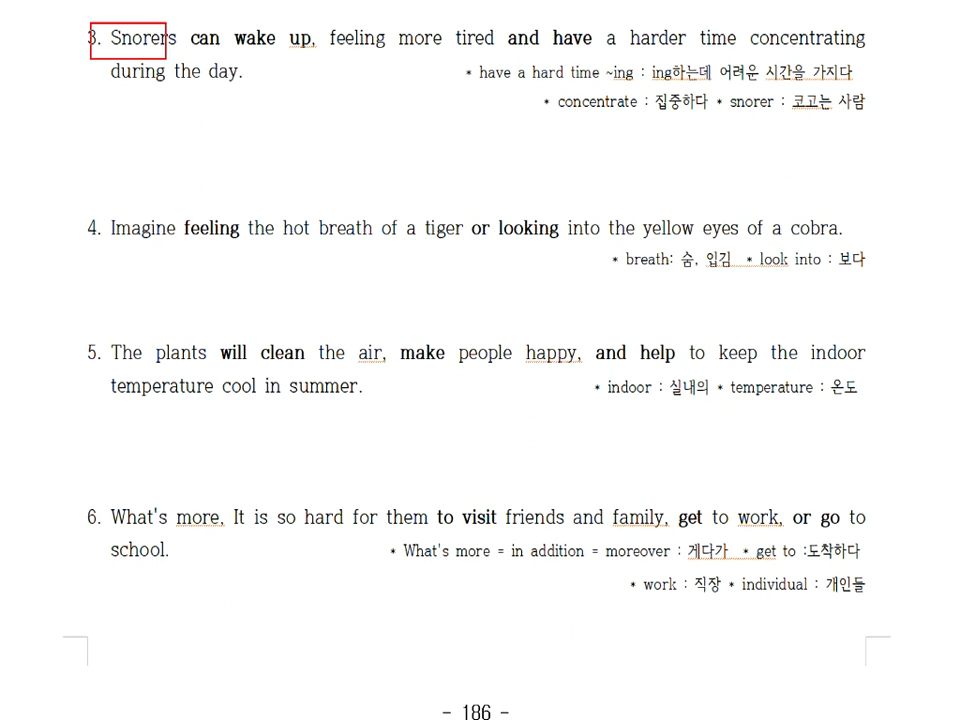 3. Snorers can wake up, feeling more tired and have a harder time concentrating
during the day. * have a hard time ~ing : ing하는데 어려운 시간을 가지다
* concentrate : 집중하다 * snorer : 코고는 사람
4. Imagine feeling the hot breath of a tiger or looking into the yellow eyes of a cobra.
* breath: 숨, 입김 * look into : 보다
5. The plants will clean the air, make people happy, and help to keep the indoor
temperature cool in summer. * indoor : 실내의 * temperature : 온도
6. What's more, It is so hard for them to visit friends and family, get to work, or go to
school. * What's more = in addition = moreover : 게다가 * get to :도착하다
* work : 직장 * individual : 개인들
- 186 -